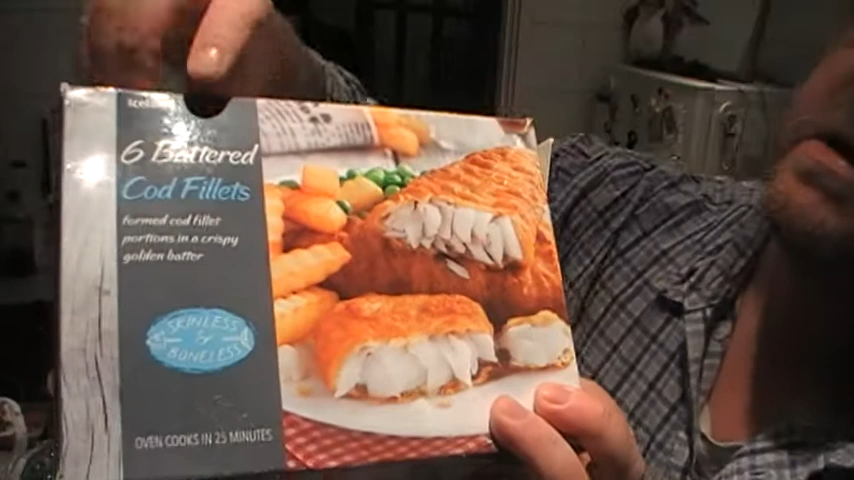 6 Battered
Cod Fillets
formed cod fillet
portions in a crispy
golden batter
SKINLESS
&
BONELESS
OVEN COOKS IN 25 MINUTES